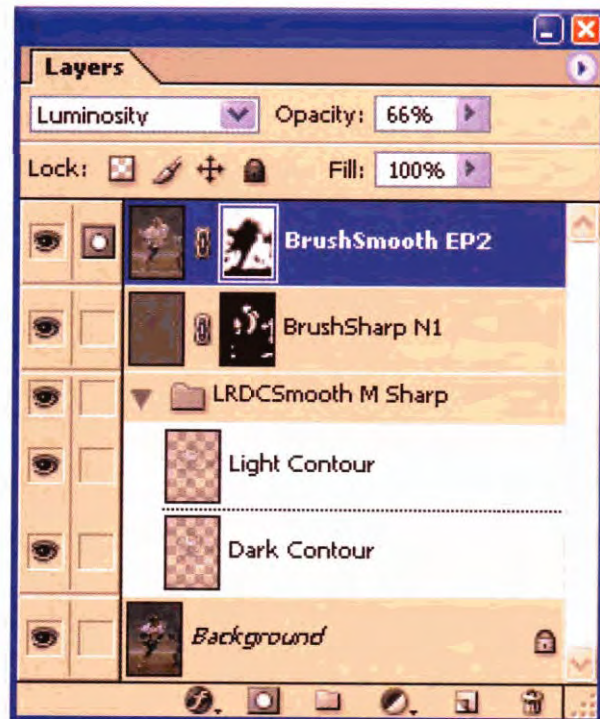 Layers
Luminosity Opacity: 66%
Lock: Fill: 100%
BrushSmooth EP2
BrushSharp N1
LRDCSmooth M Sharp
Light Contour
Dark Contour
Background